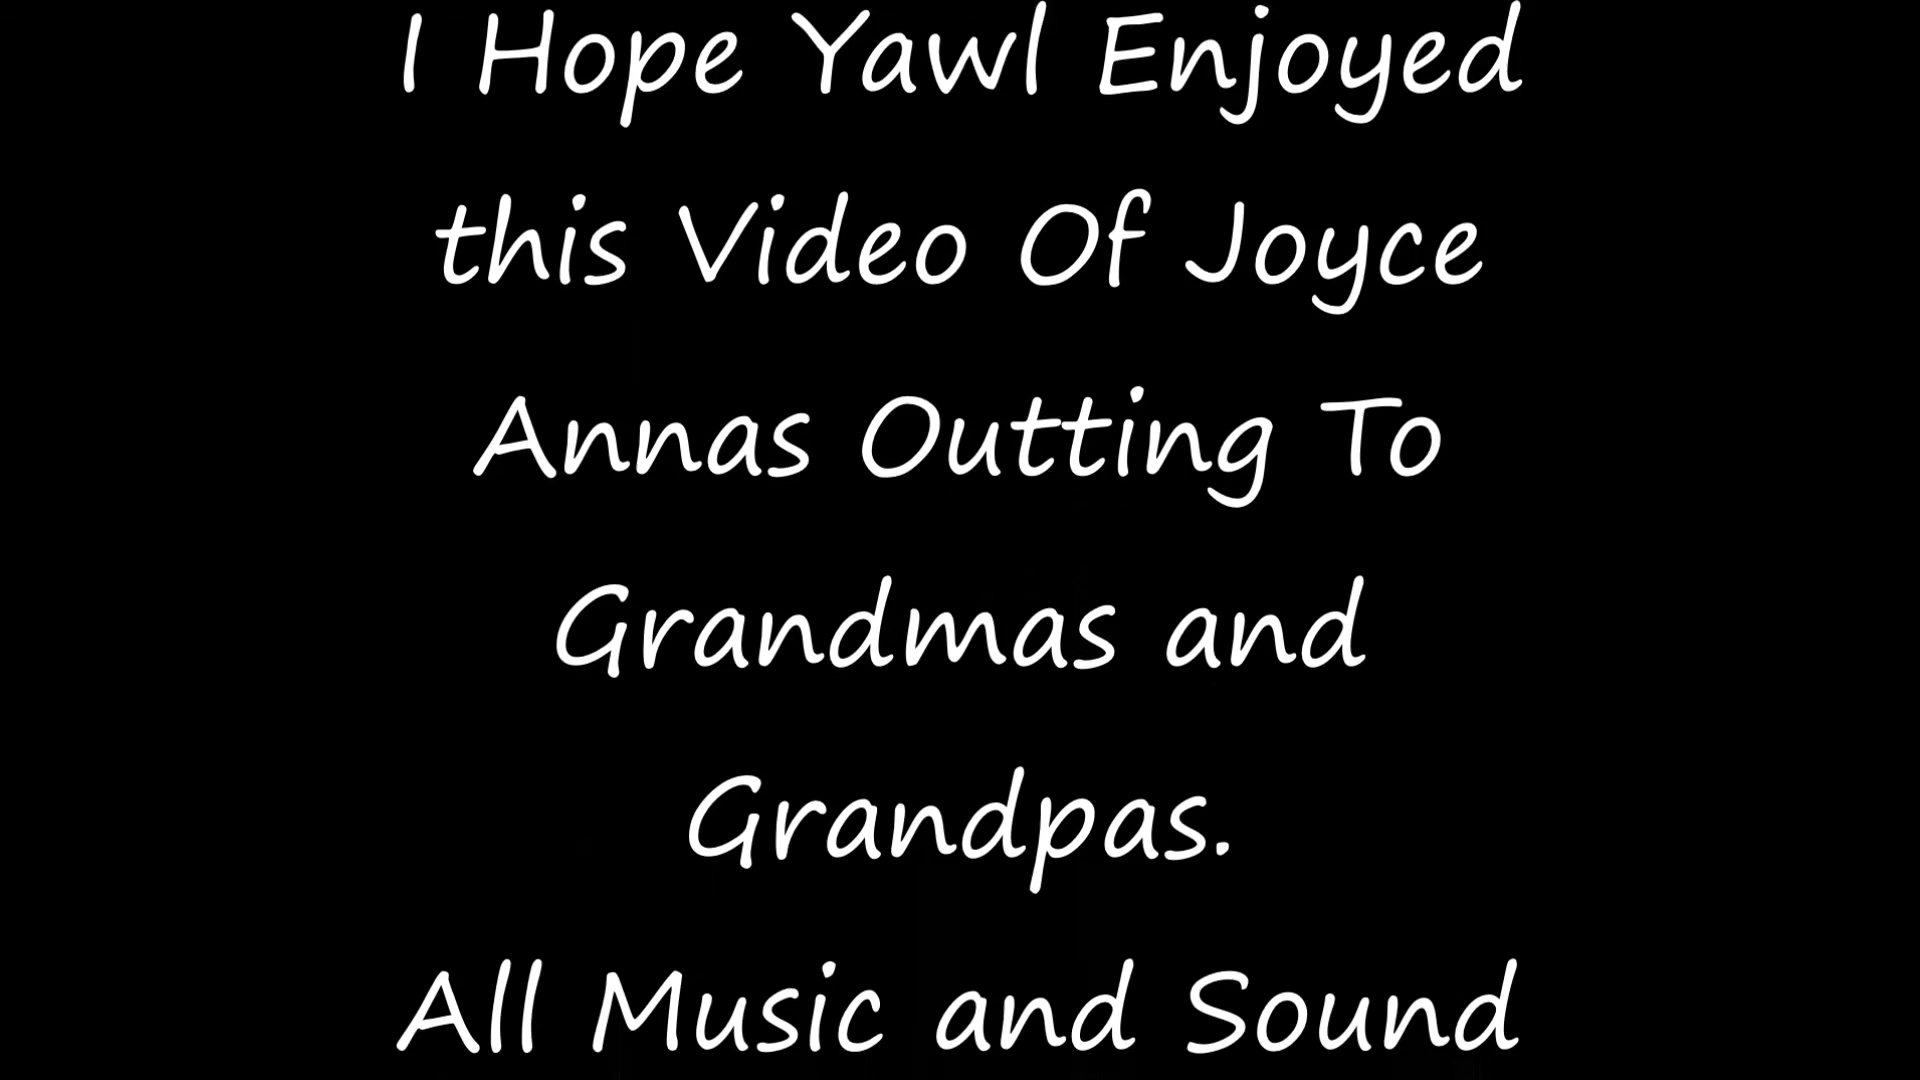 I Hope Yawl Enjoyed
this Video Of Joyce
Annas Outting To
Grandmas and
Grandpas.
All Music and Sound